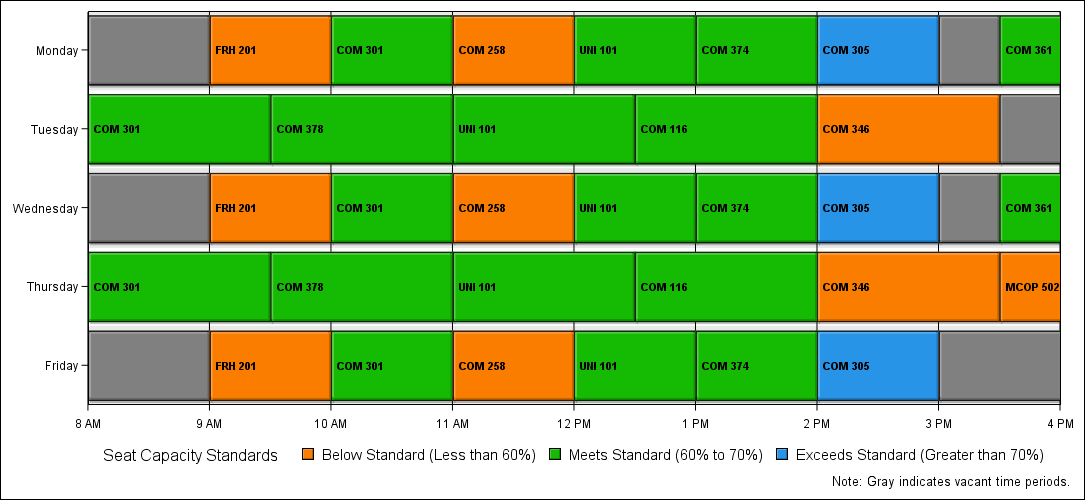 Monday FRH 201 COM 301 COM 258 UNI 101 COM 374 COM 305 COM 361
Tuesday COM 301 COM 378 UNI 101 COM 116 COM 346
Wednesday FRH 201 COM 301 COM 258 UNI 101 COM 374 COM 305 COM 361
Thursday COM 301 COM 378 UNI 101 COM 116 COM 346 MCOP 502
Friday FRH 201 COM 301 COM 258 UNI 101 COM 374 COM 305
8 AM 9 AM 10 AM 11 AM 12 PM 1 PM 2 PM 3 PM 4 PM
Seat Capacity Standards Below Standard (Less than 60%) Meets Standard (60% to 70%) Exceeds Standard (Greater than 70%)
Note: Gray indicates vacant time periods.